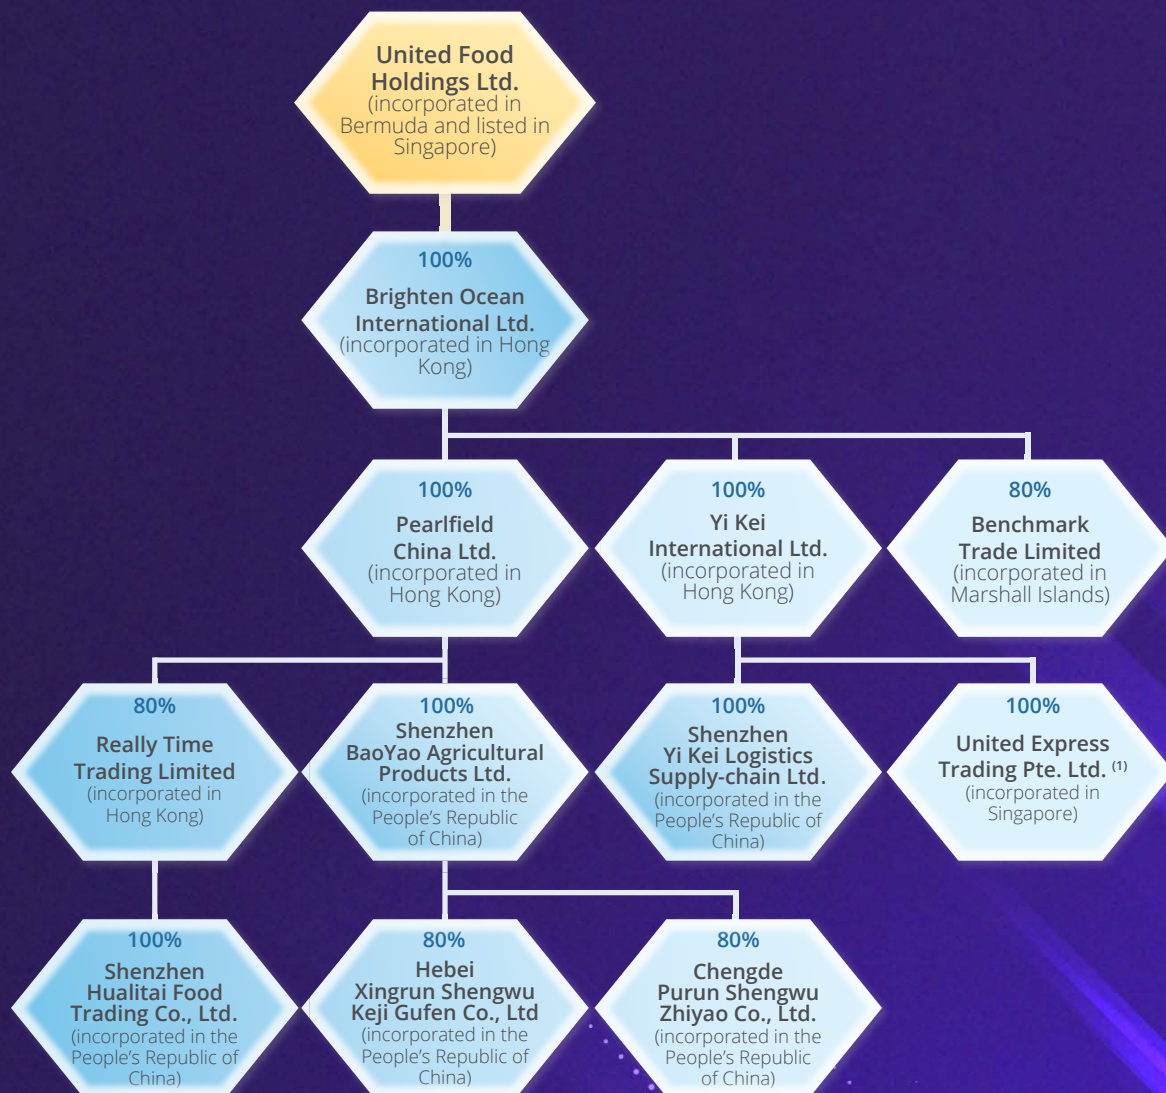 United Food
Holdings Ltd.
(incorporated in
Bermuda and listed in
Singapore)
100%
Brighten Ocean
International Ltd.
(incorporated in Hong
Kong)
100%
Pearlfield
China Ltd.
(incorporated in
Hong Kong)
100%
Yi Kei
International Ltd.
(incorporated in
Hong Kong)
80%
Benchmark
Trade Limited
(incorporated in
Marshall Islands)
80%
Really Time
Trading Limited
(incorporated in
Hong Kong)
100%
Shenzhen
BaoYao Agricultural
Products Ltd.
(incorporated in the
People's Republic
of China)
100%
Shenzhen
Yi Kei Logistics
Supply-chain Ltd.
(incorporated in the
People's Republic of
China)
100%
United Express
Trading Pte. Ltd. (1)
(incorporated in
Singapore)
100%
Shenzhen
Hualitai Food
Trading Co., Ltd.
(incorporated in the
People's Republic of
China)
80%
Hebei
Xingrun Shengwu
Keji Gufen Co., Ltd
(incorporated in the
People's Republic of
China)
80%
Chengde
Purun Shengwu
Zhiyao Co., Ltd.
(incorporated in the
People's Republic
of China)